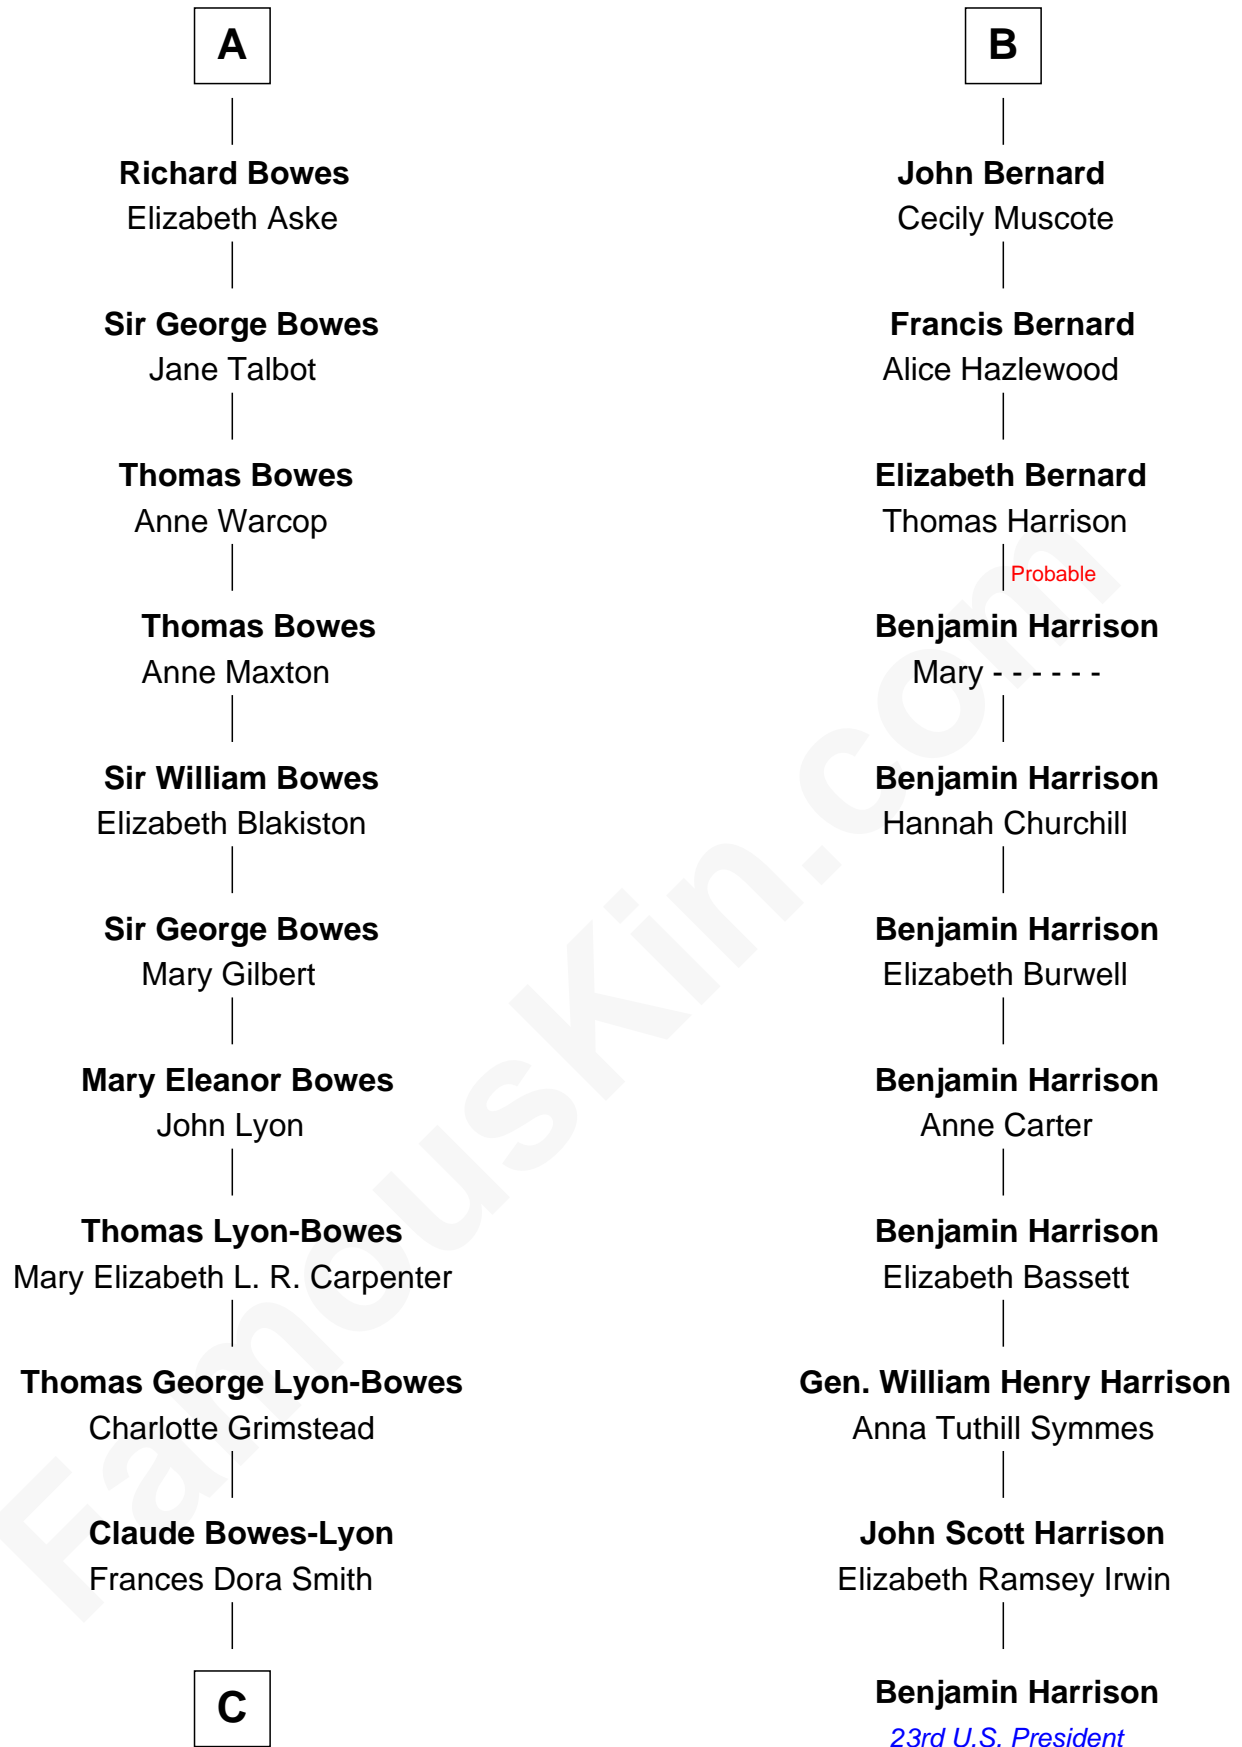 A
Richard Bowes
Elizabeth Aske
Sir George Bowes
Jane Talbot
Thomas Bowes
Anne Warcop
Thomas Bowes
Anne Maxton
Sir William Bowes
Elizabeth Blakiston
Sir George Bowes
Mary Gilbert
Mary Eleanor Bowes
John Lyon
Thomas Lyon-Bowes
Mary Elizabeth L. R. Carpenter
Thomas George Lyon-Bowes
Charlotte Grimstead
Claude Bowes-Lyon
Frances Dora Smith
C
B
John Bernard
Cecily Muscote
Francis Bernard
Alice Hazlewood
Elizabeth Bernard
Thomas Harrison
Probable
Benjamin Harrison
Mary - - - - - -
Benjamin Harrison
Hannah Churchill
Benjamin Harrison
Elizabeth Burwell
Benjamin Harrison
Anne Carter
Benjamin Harrison
Elizabeth Bassett
Gen. William Henry Harrison
Anna Tuthill Symmes
John Scott Harrison
Elizabeth Ramsey Irwin
Benjamin Harrison
23rd U.S. President
FamousKin.com